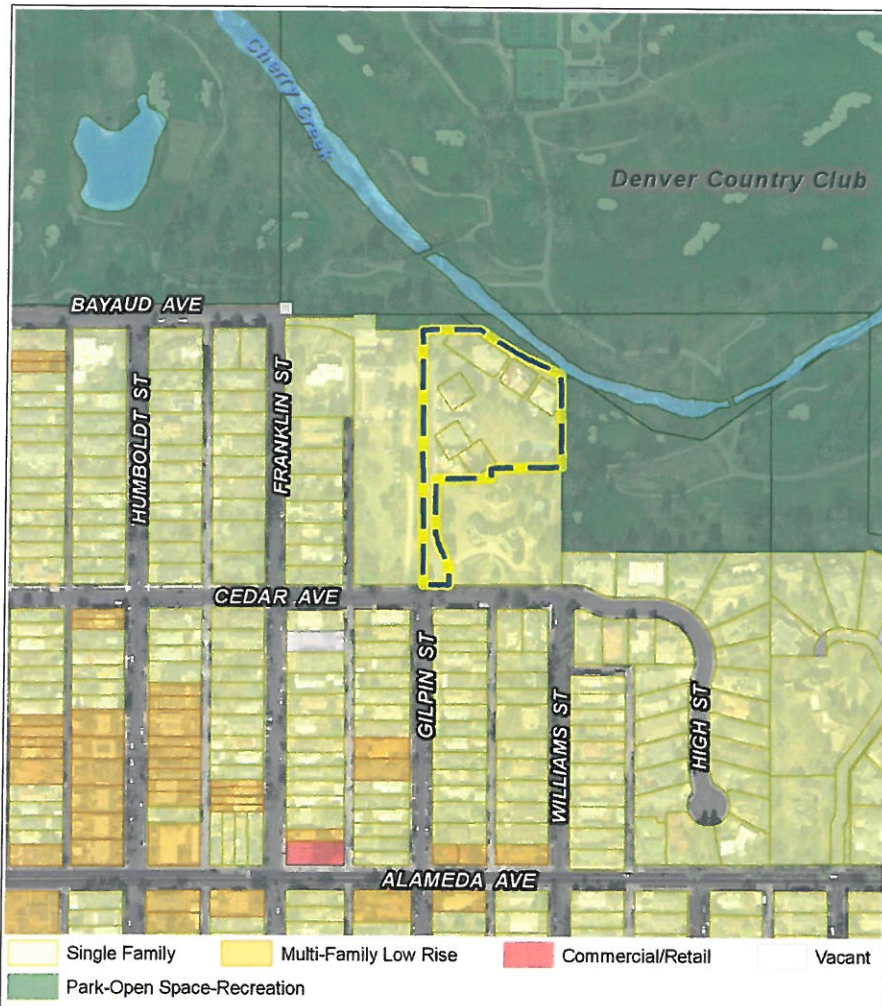 Cherry Creek
Denver Country Club
BAYAUD AVE
HUMBOLDT ST
FRANKLIN ST
CEDAR AVE
GILPIN ST
WILLIAMS ST
HIGH ST
ALAMEDA AVE
Single Family
Multi-Family Low Rise
Commercial/Retail
Vacant
Park-Open Space-Recreation